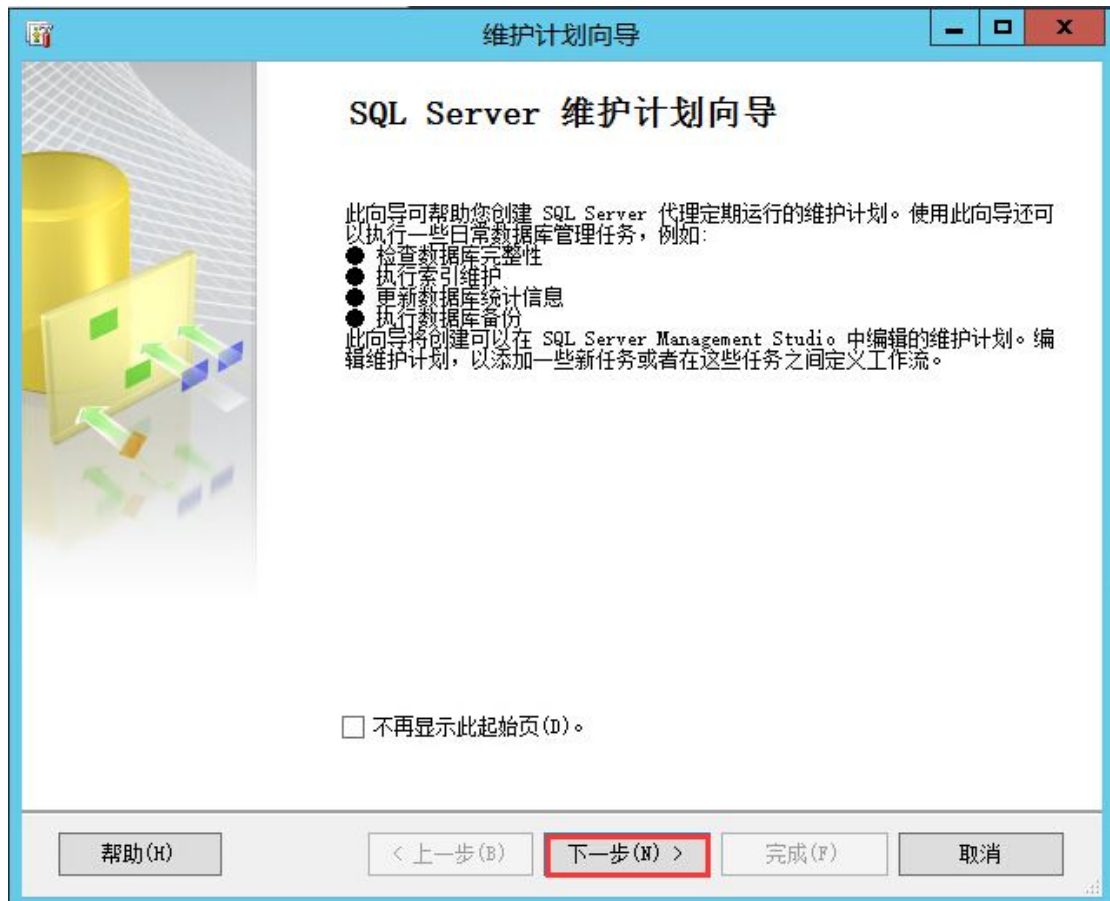 维护计划向导
SQL Server 维护计划向导
此向导可帮助您创建 SQL Server 代理定期运行的维护计划。使用此向导还可
以执行一些日常数据库管理任务，例如:
● 检查数据库完整性
● 执行索引维护
● 更新数据库统计信息
● 执行数据库备份
此向导将创建可以在 SQL Server Management Studio 中编辑的维护计划。编
辑维护计划，以添加一些新任务或者在这些任务之间定义工作流。
不再显示此起始页(D)。
帮助(H)
< 上一步(B)
下一步(N) >
完成(F)
取消